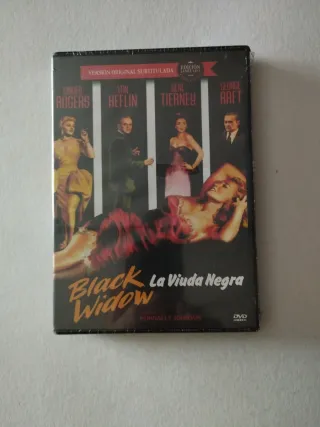 VERSIÓN ORIGINAL SUBTITULADA
GINGER ROGERS
VAN HEFLIN
GENE TIERNEY
GEORGE RAFT
Black Widow
La Viuda Negra
DVD